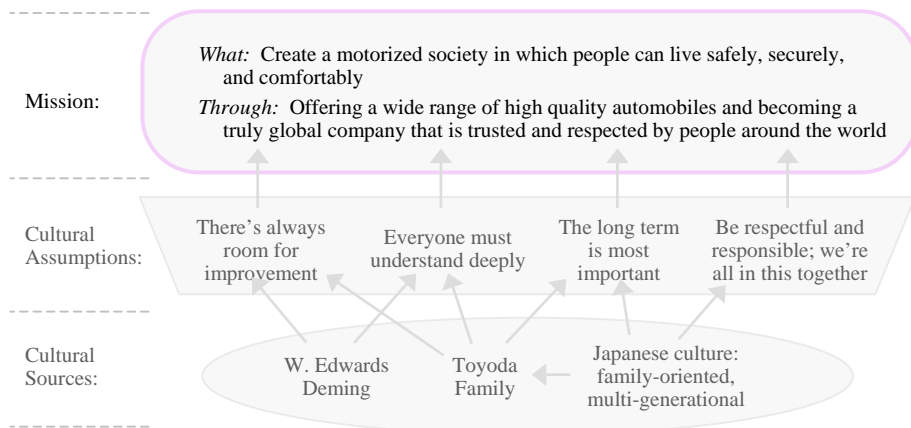 What: Create a motorized society in which people can live safely, securely,
and comfortably
Mission:
Through: Offering a wide range of high quality automobiles and becoming a
truly global company that is trusted and respected by people around the world
Cultural
Assumptions:
There’s always
room for
improvement
Everyone must
understand deeply
The long term
is most
important
Be respectful and
responsible; we’re
all in this together
Cultural
Sources:
W. Edwards
Deming
Toyoda
Family
Japanese culture:
family-oriented,
multi-generational